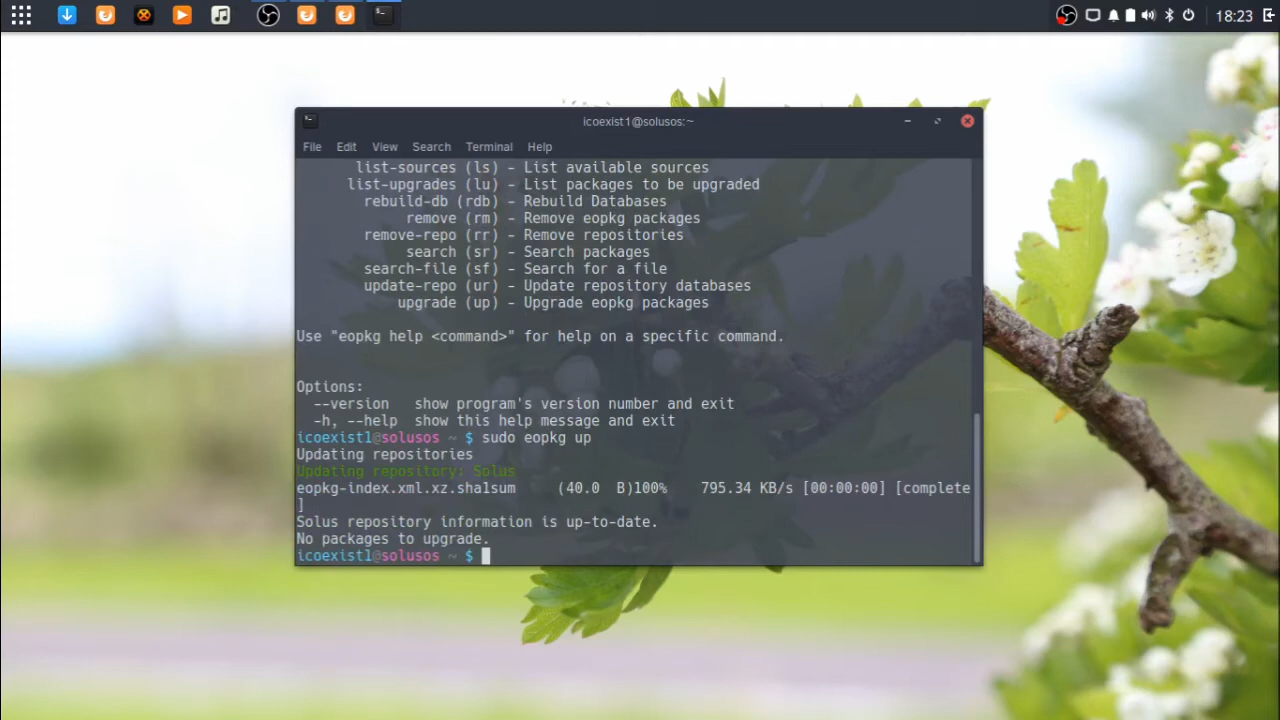 18:23
icoexist1@solusos:~
File Edit View Search Terminal Help
list-sources (ls) - List available sources
list-upgrades (lu) - List packages to be upgraded
rebuild-db (rdb) - Rebuild Databases
remove (rm) - Remove eopkg packages
remove-repo (rr) - Remove repositories
search (sr) - Search packages
search-file (sf) - Search for a file
update-repo (ur) - Update repository databases
upgrade (up) - Upgrade eopkg packages
Use "eopkg help <command>" for help on a specific command.
Options:
--version show program's version number and exit
-h, --help show this help message and exit
icoexist1@solusos ~ $ sudo eopkg up
Updating repositories
Updating repository: Solus
eopkg-index.xml.xz.sha1sum (40.0 B)100% 795.34 KB/s [00:00:00] [complete
]
Solus repository information is up-to-date.
No packages to upgrade.
icoexist1@solusos ~ $